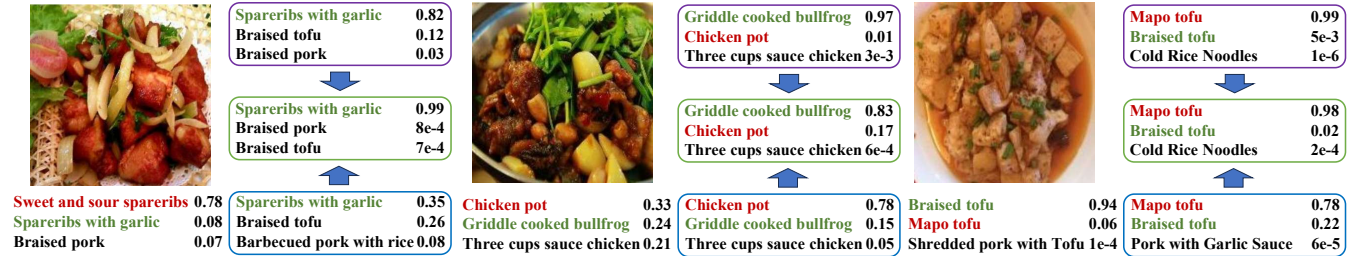 Spareribs with garlic 0.82
Braised tofu 0.12
Braised pork 0.03
Spareribs with garlic 0.99
Braised pork 8e-4
Braised tofu 7e-4
Sweet and sour spareribs 0.78
Spareribs with garlic 0.08
Braised pork 0.07
Spareribs with garlic 0.35
Braised tofu 0.26
Barbecued pork with rice 0.08
Griddle cooked bullfrog 0.97
Chicken pot 0.01
Three cups sauce chicken 3e-3
Griddle cooked bullfrog 0.83
Chicken pot 0.17
Three cups sauce chicken 6e-4
Chicken pot 0.33
Griddle cooked bullfrog 0.24
Three cups sauce chicken 0.21
Chicken pot 0.78
Griddle cooked bullfrog 0.15
Three cups sauce chicken 0.05
Mapo tofu 0.99
Braised tofu 5e-3
Cold Rice Noodles 1e-6
Mapo tofu 0.98
Braised tofu 0.02
Cold Rice Noodles 2e-4
Braised tofu 0.94
Mapo tofu 0.06
Shredded pork with Tofu 1e-4
Mapo tofu 0.78
Braised tofu 0.22
Pork with Garlic Sauce 6e-5